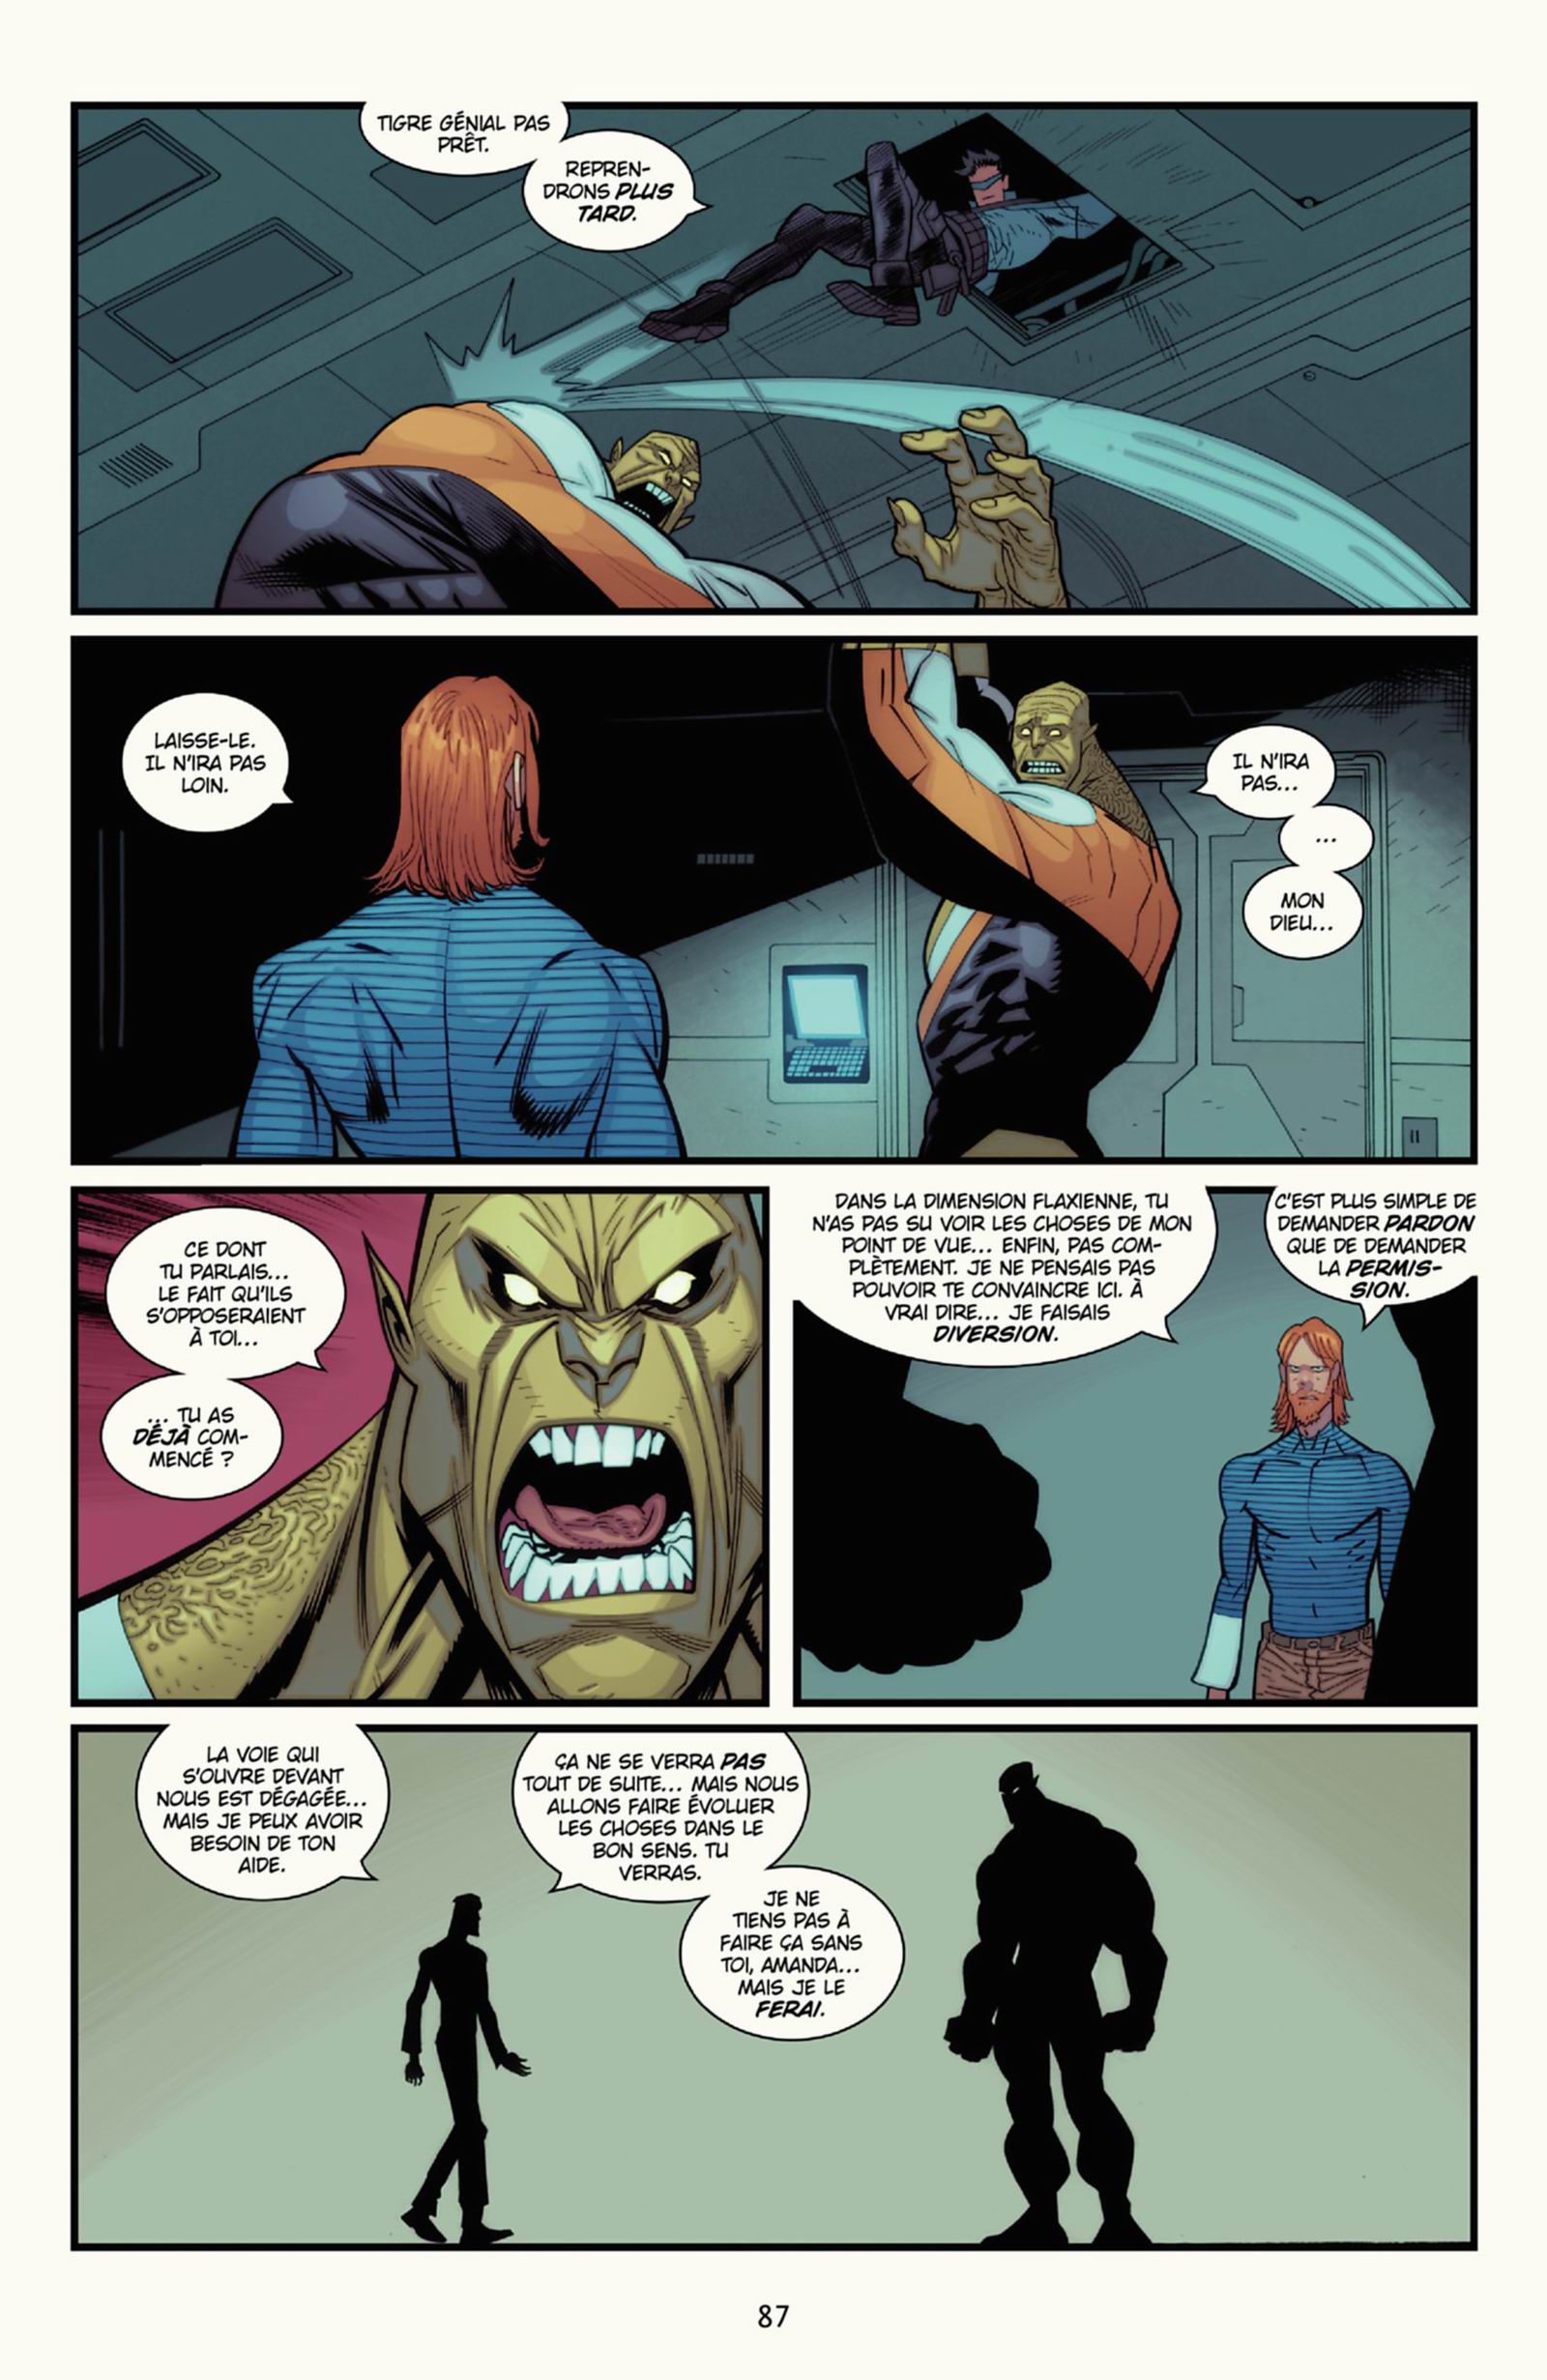 TIGRE GÉNIAL PAS
PRÊT.
REPREN-
DRONS PLUS
TARD.
LAISSE-LE.
IL N'IRA PAS
LOIN.
IL N'IRA
PAS...
...
MON
DIEU...
CE DONT
TU PARLAIS...
LE FAIT QU'ILS
S'OPPOSERAIENT
À TOI...
... TU AS
DÉJÀ COM-
MENCÉ ?
DANS LA DIMENSION FLAXIENNE, TU
N'AS PAS SU VOIR LES CHOSES DE MON
POINT DE VUE... ENFIN, PAS COM-
PLÈTEMENT. JE NE PENSAIS PAS
POUVOIR TE CONVAINCRE ICI. À
VRAI DIRE... JE FAISAIS
DIVERSION.
C'EST PLUS SIMPLE DE
DEMANDER PARDON
QUE DE DEMANDER
LA PERMIS-
SION.
LA VOIE QUI
S'OUVRE DEVANT
NOUS EST DÉGAGÉE...
MAIS JE PEUX AVOIR
BESOIN DE TON
AIDE.
ÇA NE SE VERRA PAS
TOUT DE SUITE... MAIS NOUS
ALLONS FAIRE ÉVOLUER
LES CHOSES DANS LE
BON SENS. TU
VERRAS.
JE NE
TIENS PAS À
FAIRE ÇA SANS
TOI, AMANDA...
MAIS JE LE
FERAI.
87